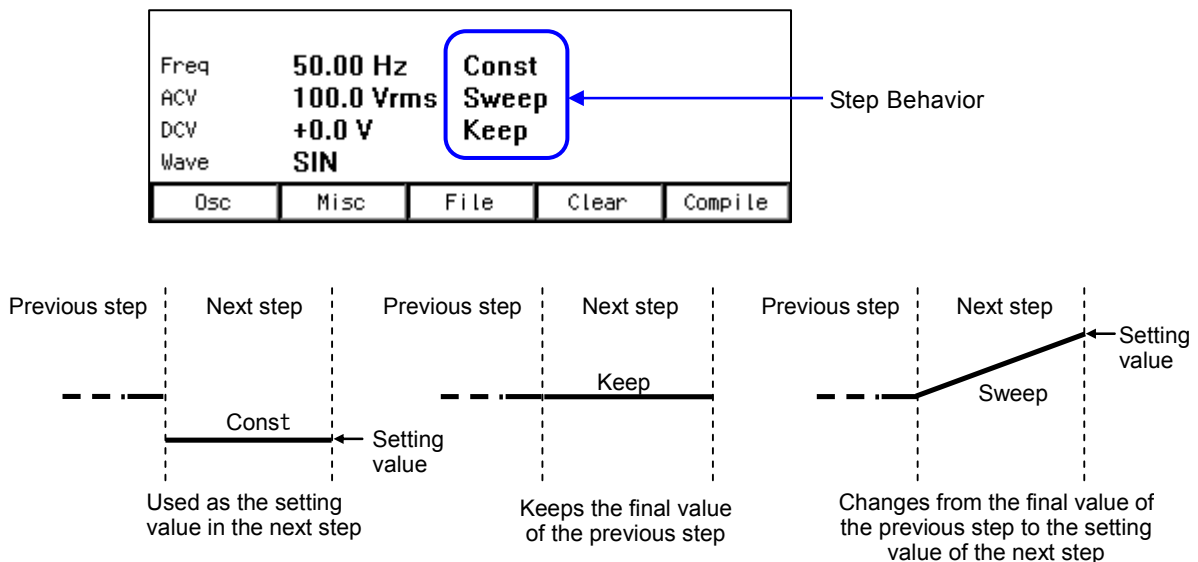 Freq 50.00 Hz Const
ACV 100.0 Vrms Sweep
DCV +0.0 V Keep
Wave SIN
Step Behavior
Osc Misc File Clear Compile
Previous step Next step Previous step Next step Previous step Next step
Const
Setting
value
Used as the setting
value in the next step
Keep
Keeps the final value
of the previous step
Sweep
Setting
value
Changes from the final value of
the previous step to the setting
value of the next step